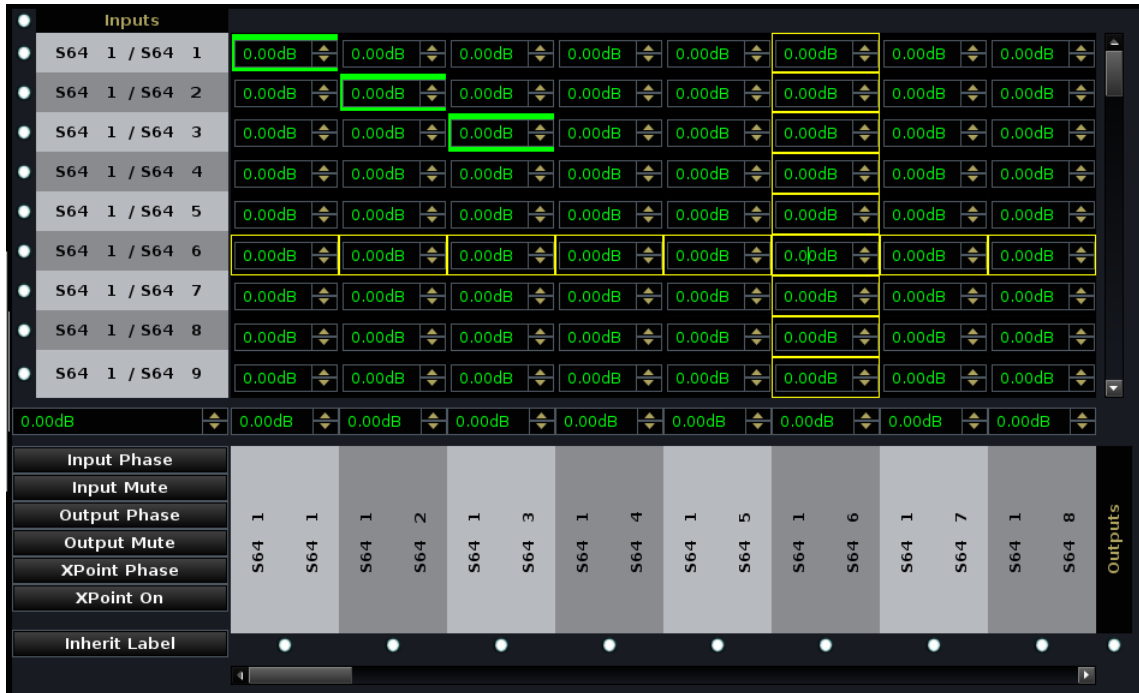 Inputs
S64 1 / S64 1 0.00dB 0.00dB 0.00dB 0.00dB 0.00dB 0.00dB 0.00dB 0.00dB
S64 1 / S64 2 0.00dB 0.00dB 0.00dB 0.00dB 0.00dB 0.00dB 0.00dB 0.00dB
S64 1 / S64 3 0.00dB 0.00dB 0.00dB 0.00dB 0.00dB 0.00dB 0.00dB 0.00dB
S64 1 / S64 4 0.00dB 0.00dB 0.00dB 0.00dB 0.00dB 0.00dB 0.00dB 0.00dB
S64 1 / S64 5 0.00dB 0.00dB 0.00dB 0.00dB 0.00dB 0.00dB 0.00dB 0.00dB
S64 1 / S64 6 0.00dB 0.00dB 0.00dB 0.00dB 0.00dB 0.00dB 0.00dB 0.00dB
S64 1 / S64 7 0.00dB 0.00dB 0.00dB 0.00dB 0.00dB 0.00dB 0.00dB 0.00dB
S64 1 / S64 8 0.00dB 0.00dB 0.00dB 0.00dB 0.00dB 0.00dB 0.00dB 0.00dB
S64 1 / S64 9 0.00dB 0.00dB 0.00dB 0.00dB 0.00dB 0.00dB 0.00dB 0.00dB
0.00dB 0.00dB 0.00dB 0.00dB 0.00dB 0.00dB 0.00dB 0.00dB 0.00dB
Input Phase
Input Mute
Output Phase
Output Mute
XPoint Phase
XPoint On
Inherit Label
S64 1
S64 1
S64 1
S64 2
S64 1
S64 3
S64 1
S64 4
S64 1
S64 5
S64 1
S64 6
S64 1
S64 7
S64 1
S64 8
Outputs